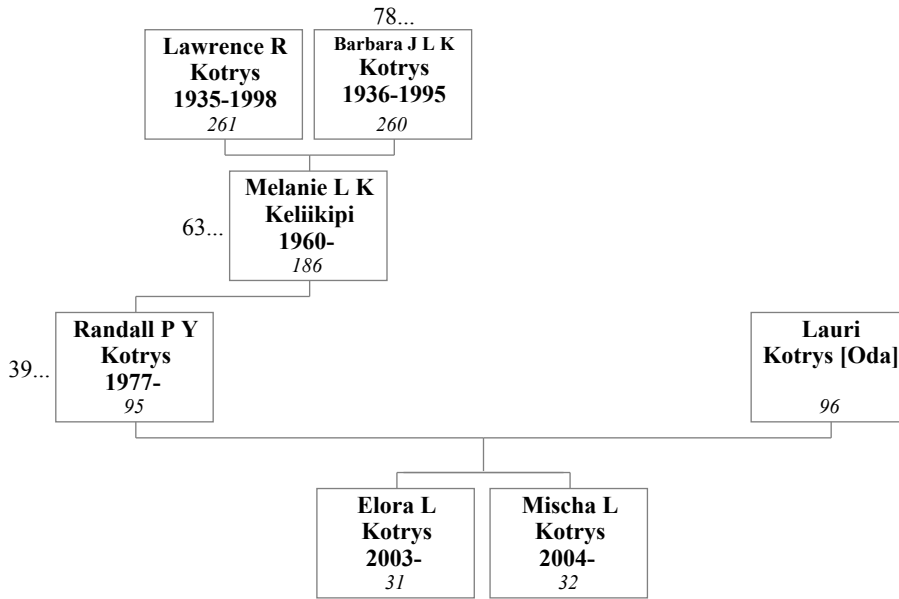 78...
Lawrence R
Kotrys
1935-1998
261
Barbara J L K
Kotrys
1936-1995
260
63...
Melanie L K
Keliikipi
1960-
186
39...
Randall P Y
Kotrys
1977-
95
Lauri
Kotrys [Oda]
96
Elora L
Kotrys
2003-
31
Mischa L
Kotrys
2004-
32